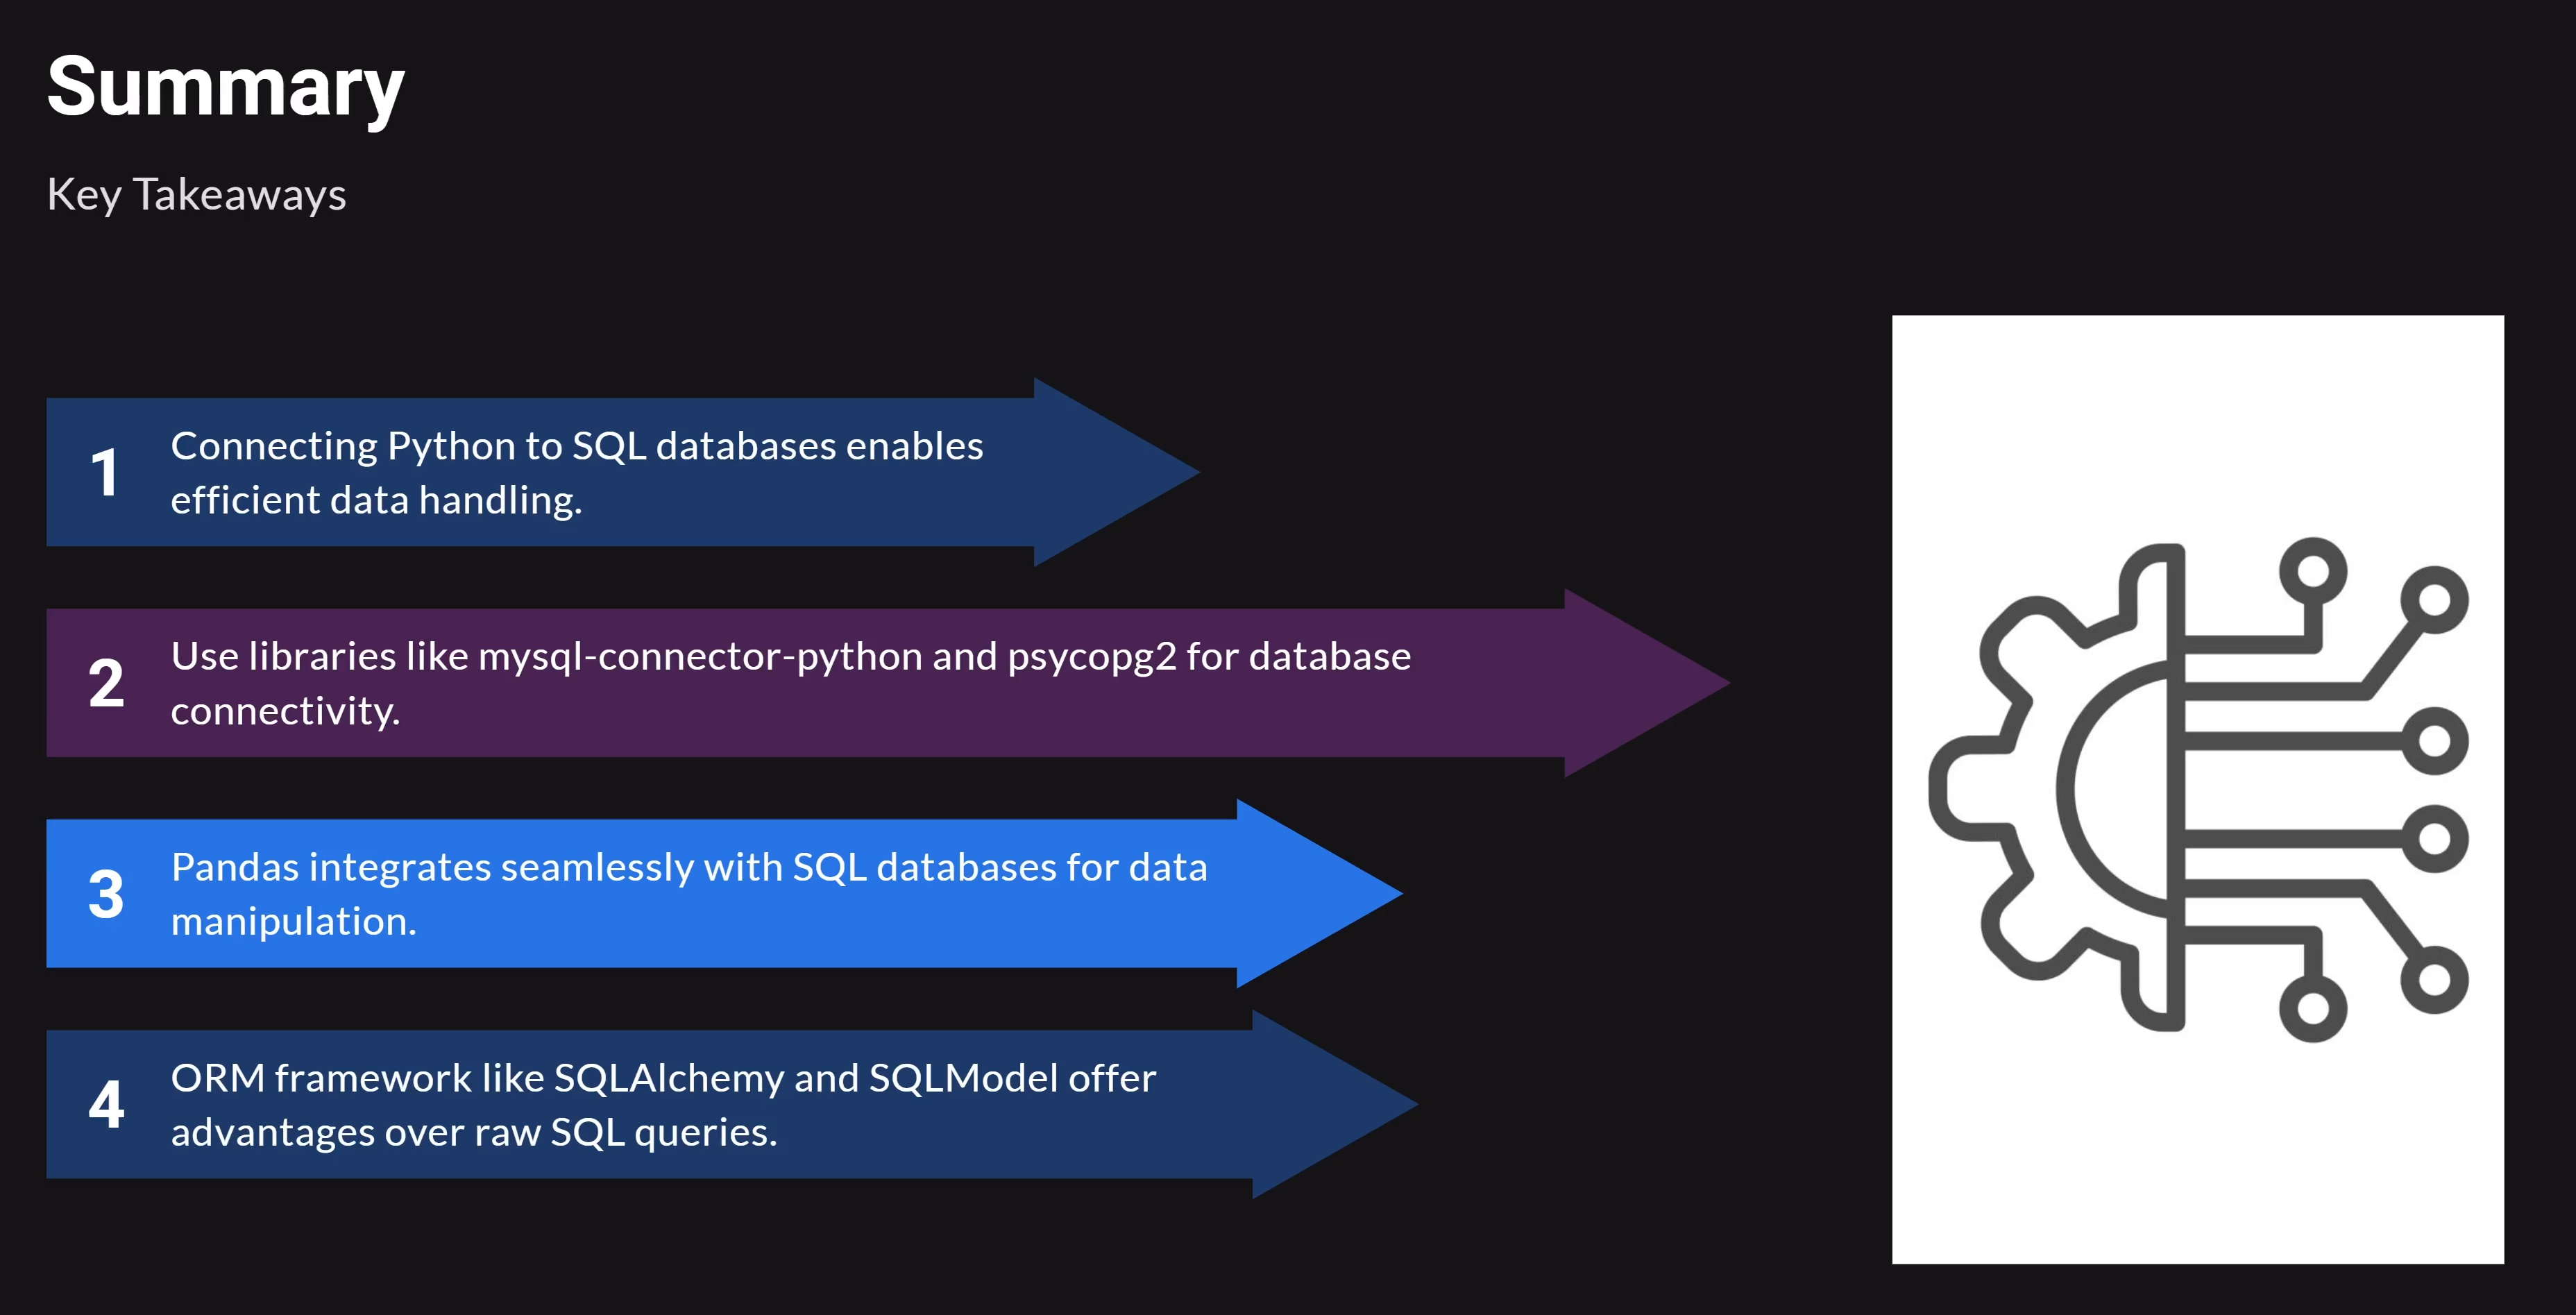 Summary
Key Takeaways
1
Connecting Python to SQL databases enables
efficient data handling.
2
Use libraries like mysql-connector-python and psycopg2 for database
connectivity.
3
Pandas integrates seamlessly with SQL databases for data
manipulation.
4
ORM framework like SQLAlchemy and SQLModel offer
advantages over raw SQL queries.